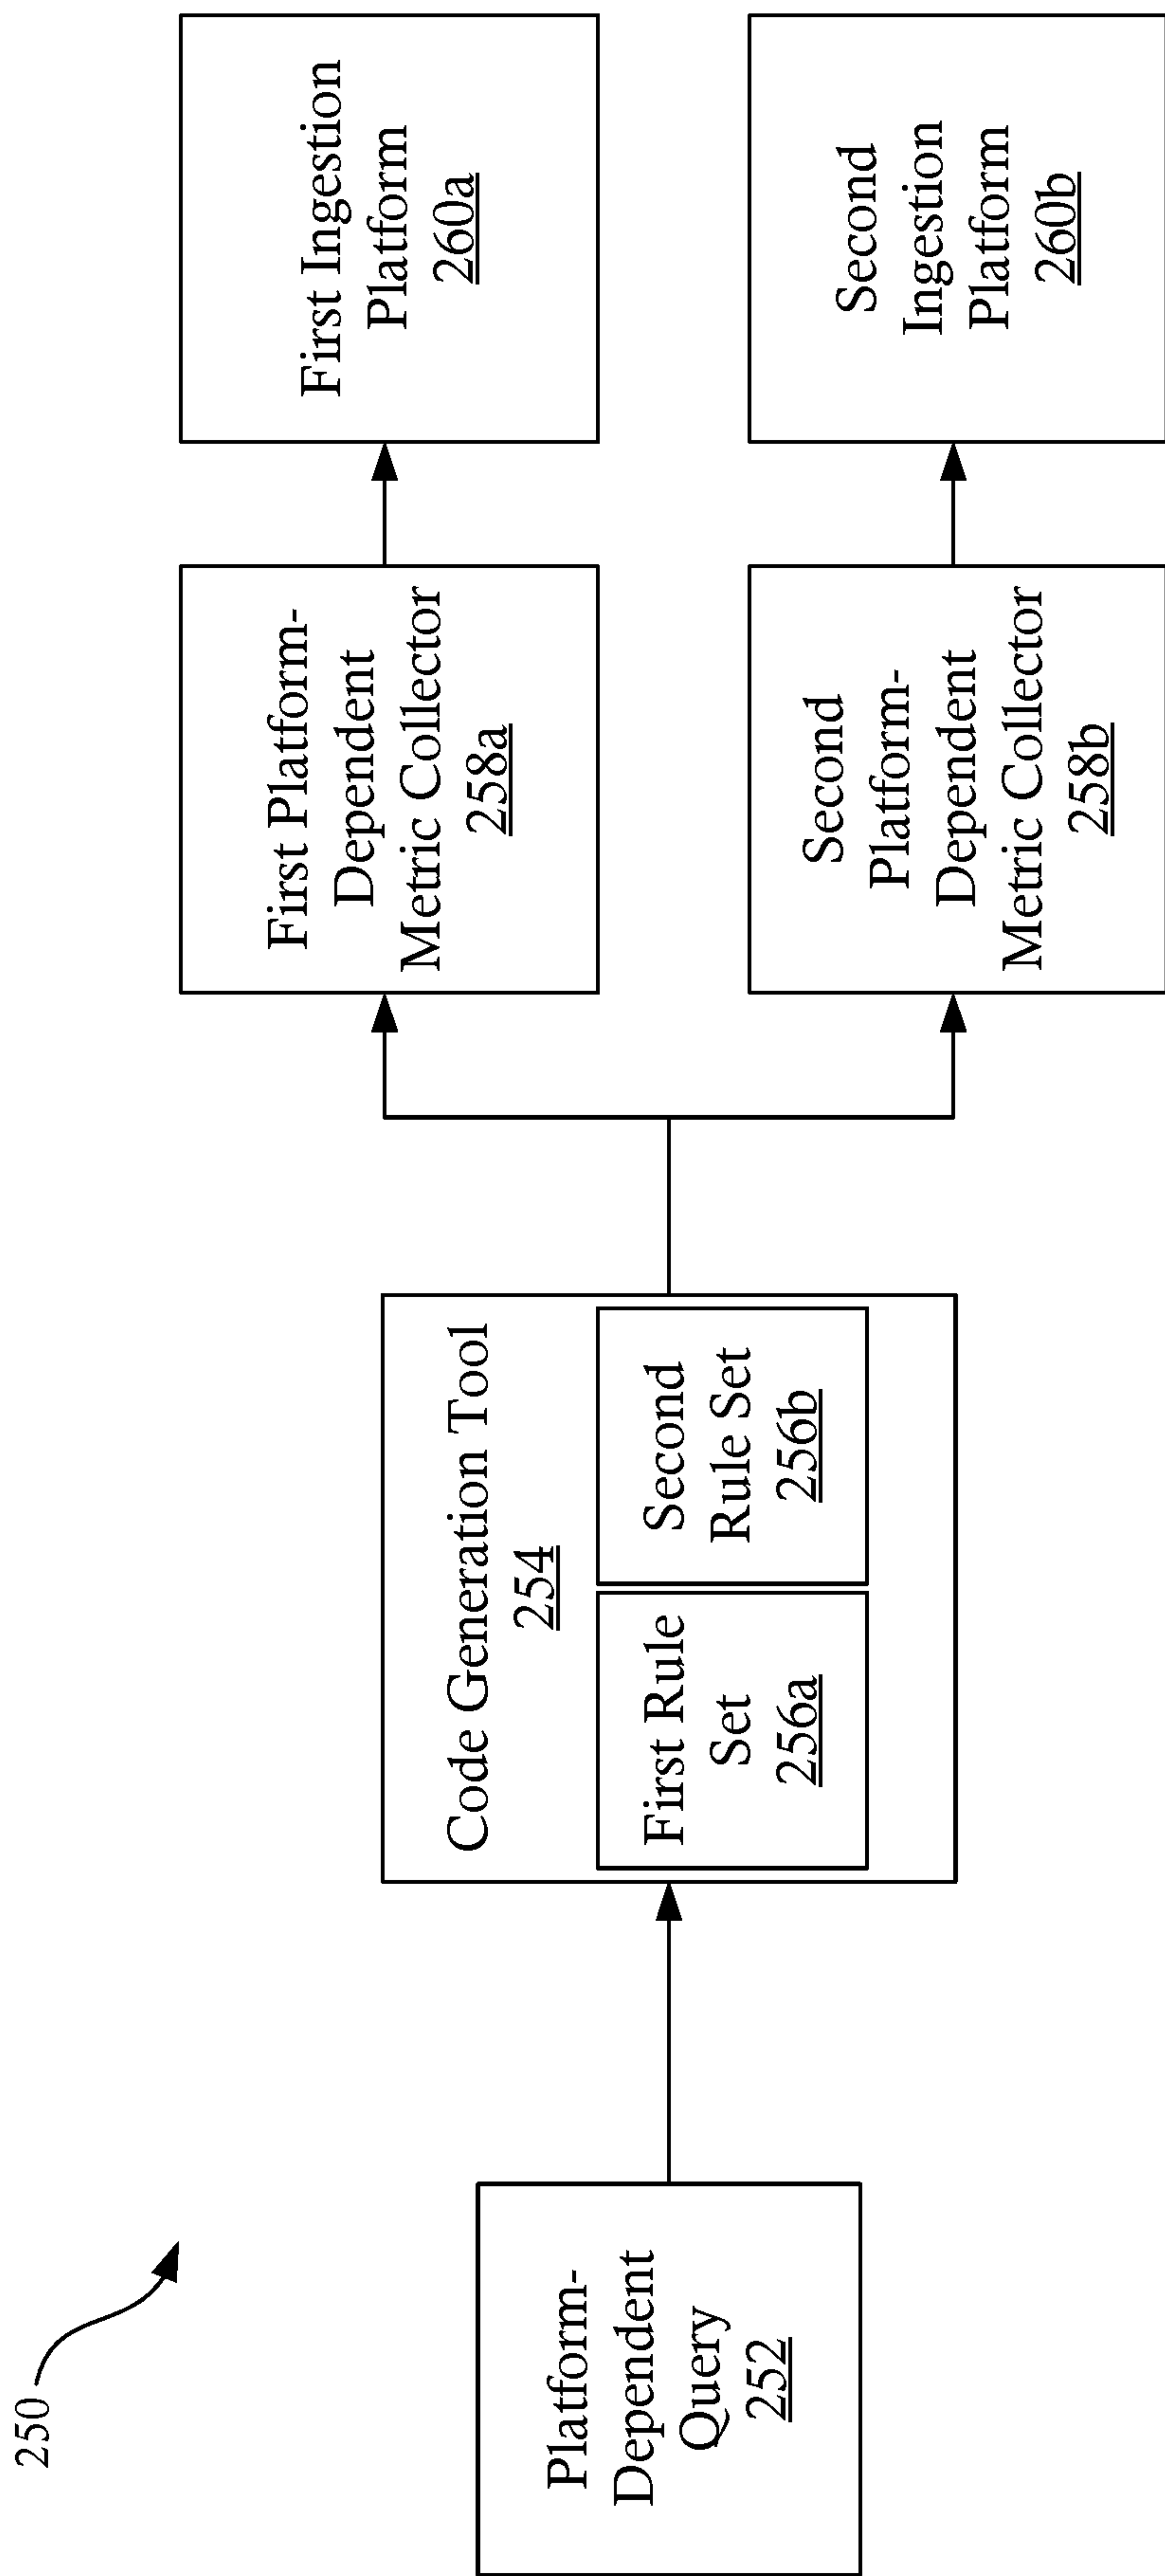 250
Platform-
Dependent
Query
252
Code Generation Tool
254
First Rule
Set
256a
Second
Rule Set
256b
First Platform-
Dependent
Metric Collector
258a
Second
Platform-
Dependent
Metric Collector
258b
First Ingestion
Platform
260a
Second
Ingestion
Platform
260b